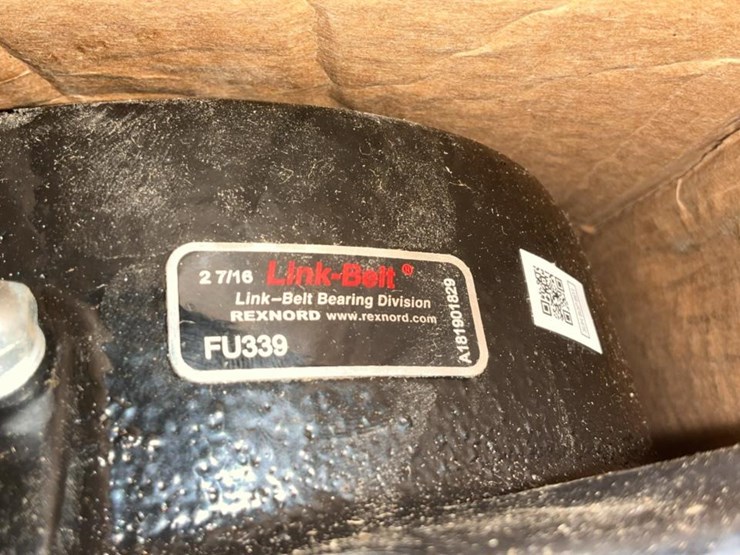 2 7/16 Link-Belt®
Link-Belt Bearing Division
REXNORD www.rexnord.com
FU339
A181901829